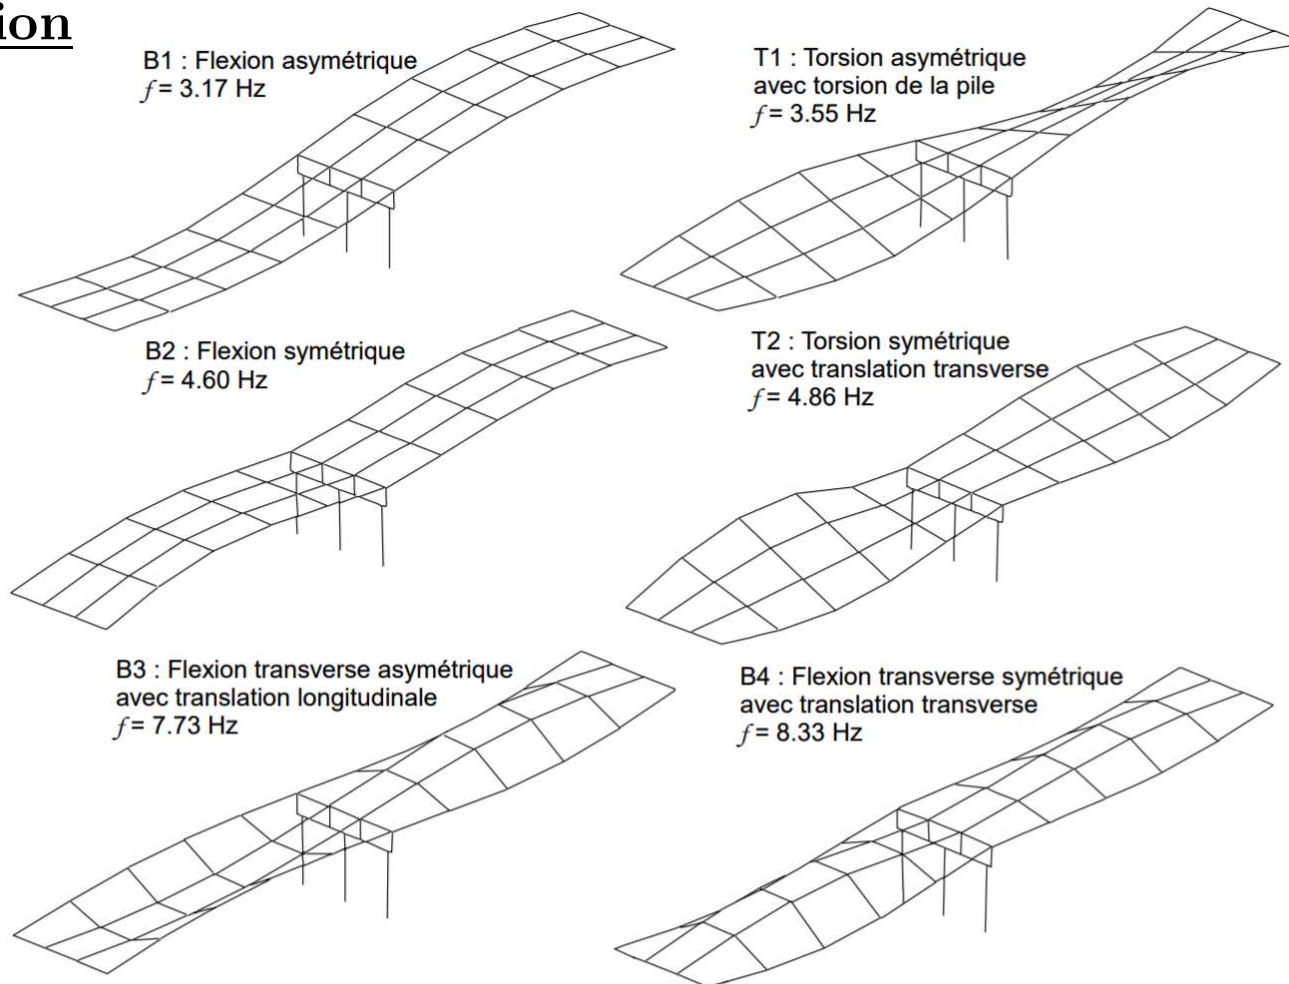 ion
B1 : Flexion asymétrique
f= 3.17 Hz
T1 : Torsion asymétrique
avec torsion de la pile
f= 3.55 Hz
B2 : Flexion symétrique
f= 4.60 Hz
T2 : Torsion symétrique
avec translation transverse
f= 4.86 Hz
B3 : Flexion transverse asymétrique
avec translation longitudinale
f= 7.73 Hz
B4 : Flexion transverse symétrique
avec translation transverse
f= 8.33 Hz